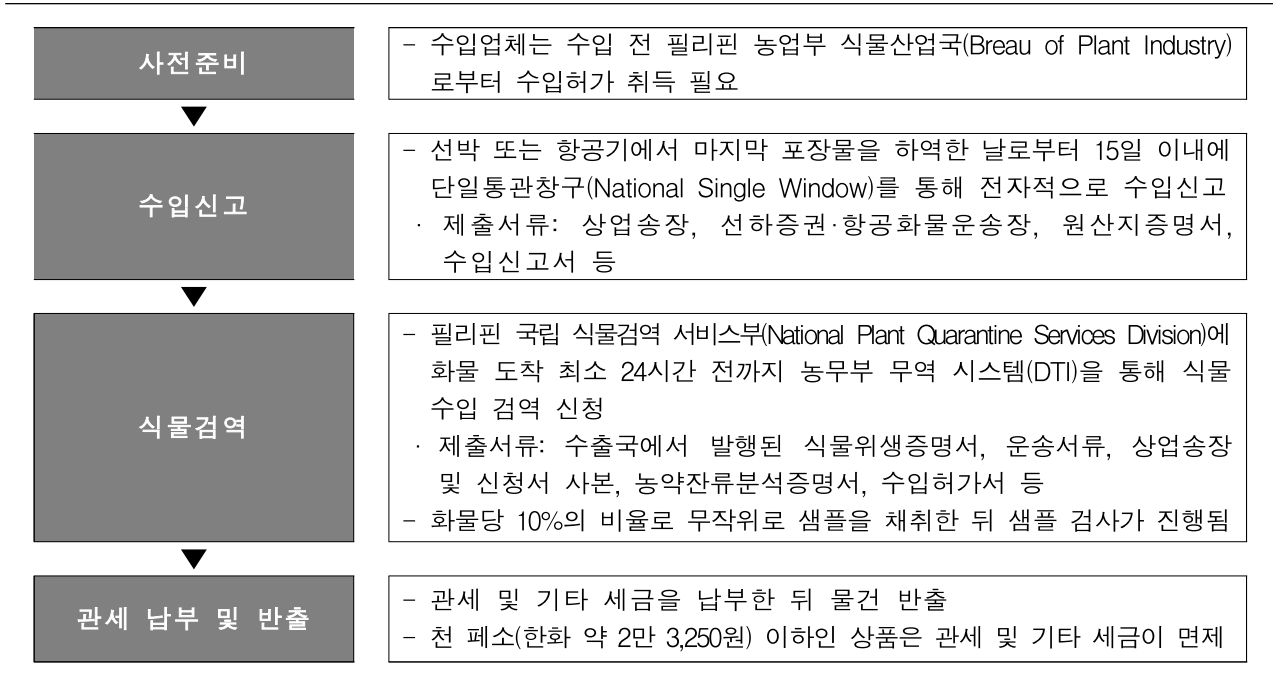 사전준비
– 수입업체는 수입 전 필리핀 농업부 식물산업국(Breau of Plant Industry)
로부터 수입허가 취득 필요
수입신고
– 선박 또는 항공기에서 마지막 포장물을 하역한 날로부터 15일 이내에
단일통관창구(National Single Window)를 통해 전자적으로 수입신고
· 제출서류: 상업송장, 선하증권·항공화물운송장, 원산지증명서,
수입신고서 등
식물검역
– 필리핀 국립 식물검역 서비스부(National Plant Quarantine Services Division)에
화물 도착 최소 24시간 전까지 농무부 무역 시스템(DTI)을 통해 식물
수입 검역 신청
· 제출서류: 수출국에서 발행된 식물위생증명서, 운송서류, 상업송장
및 신청서 사본, 농약잔류분석증명서, 수입허가서 등
– 화물당 10%의 비율로 무작위로 샘플을 채취한 뒤 샘플 검사가 진행됨
관세 납부 및 반출
– 관세 및 기타 세금을 납부한 뒤 물건 반출
– 천 페소(한화 약 2만 3,250원) 이하인 상품은 관세 및 기타 세금이 면제